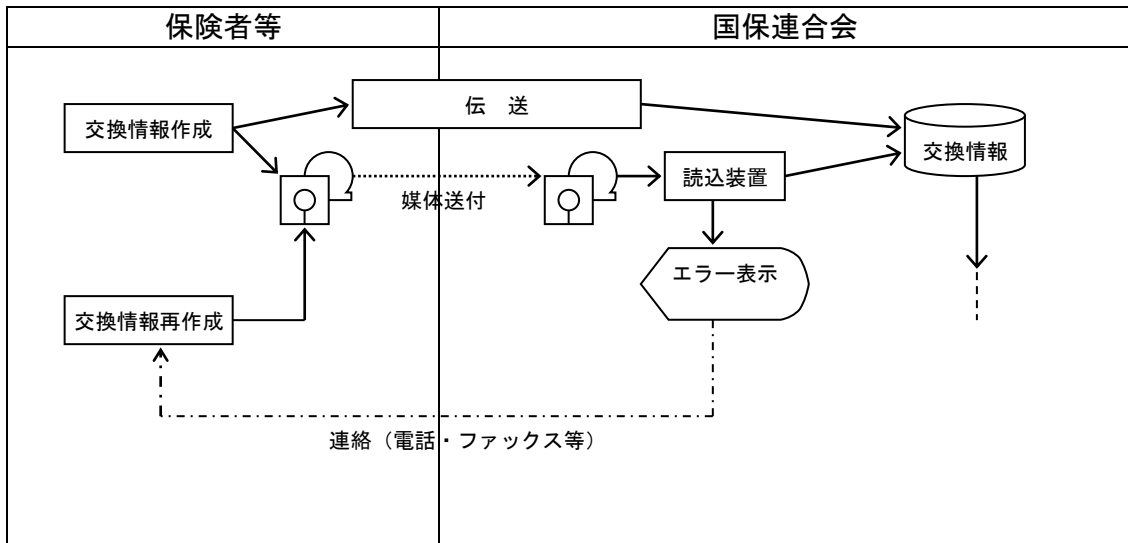 保険者等
国保連合会
伝　送
交換情報作成
交換情報
読込装置
媒体送付
エラー表示
交換情報再作成
連絡（電話・ファックス等）